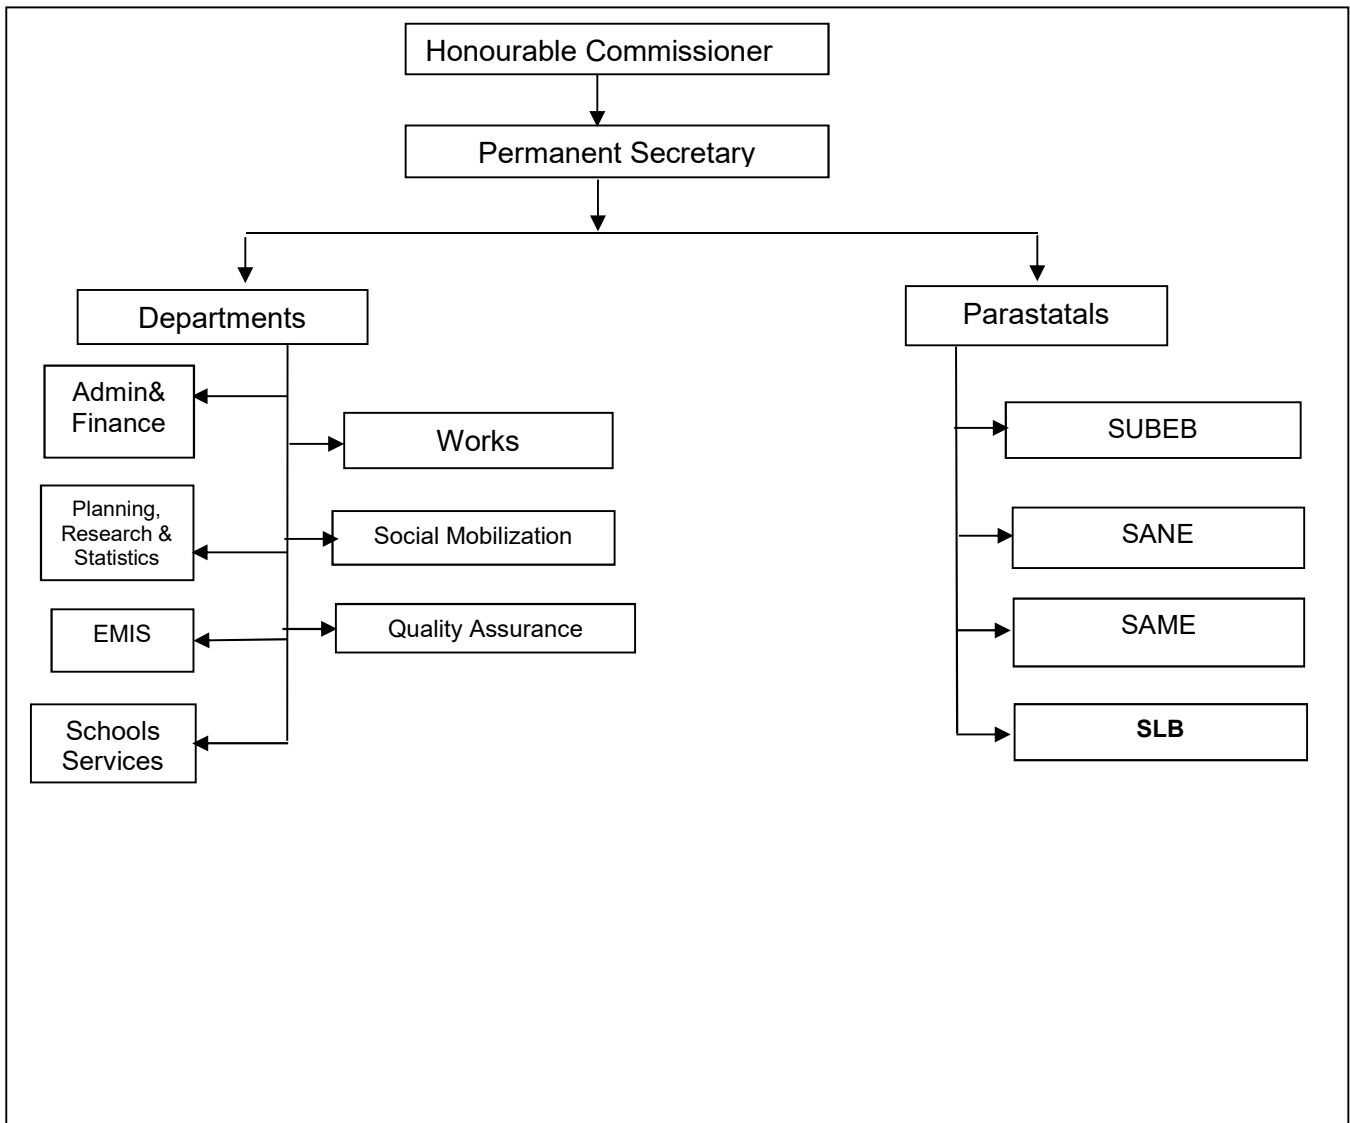 Honourable Commissioner
Permanent Secretary
Departments
Parastatals
Admin&
Finance
Works
SUBEB
Planning,
Research &
Statistics
Social Mobilization
SANE
EMIS
Quality Assurance
SAME
Schools
Services
SLB